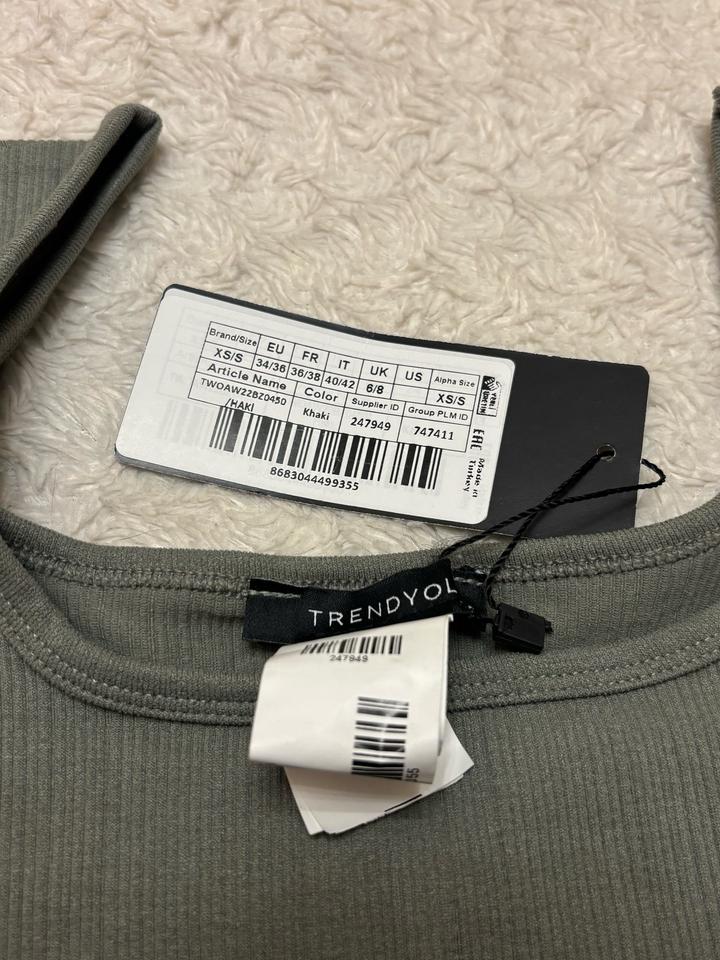 Brand/Size EU FR IT UK US Alpha Size
XS/S 34/36 36/38 40/42 6/8 XS/S
Article Name Color Supplier ID Group PLM ID
TWOAW22BZ0450
/HAKİ Khaki 247949 747411
8683044499355
EAC
Made in
Turkey
TRENDYOL
247949
355